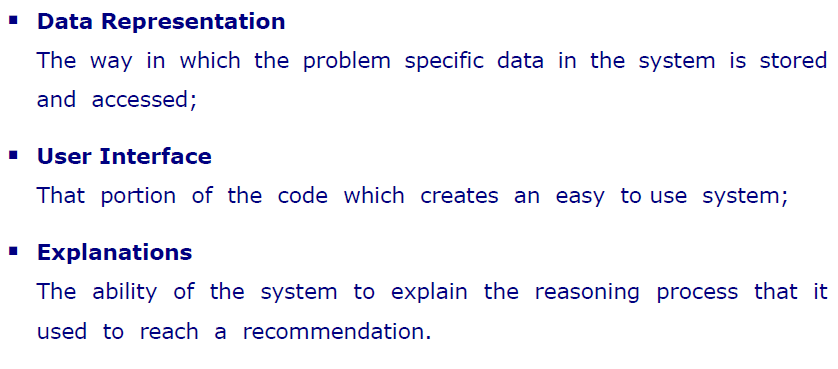 ▪ Data Representation
The way in which the problem specific data in the system is stored
and accessed;
▪ User Interface
That portion of the code which creates an easy to use system;
▪ Explanations
The ability of the system to explain the reasoning process that it
used to reach a recommendation.